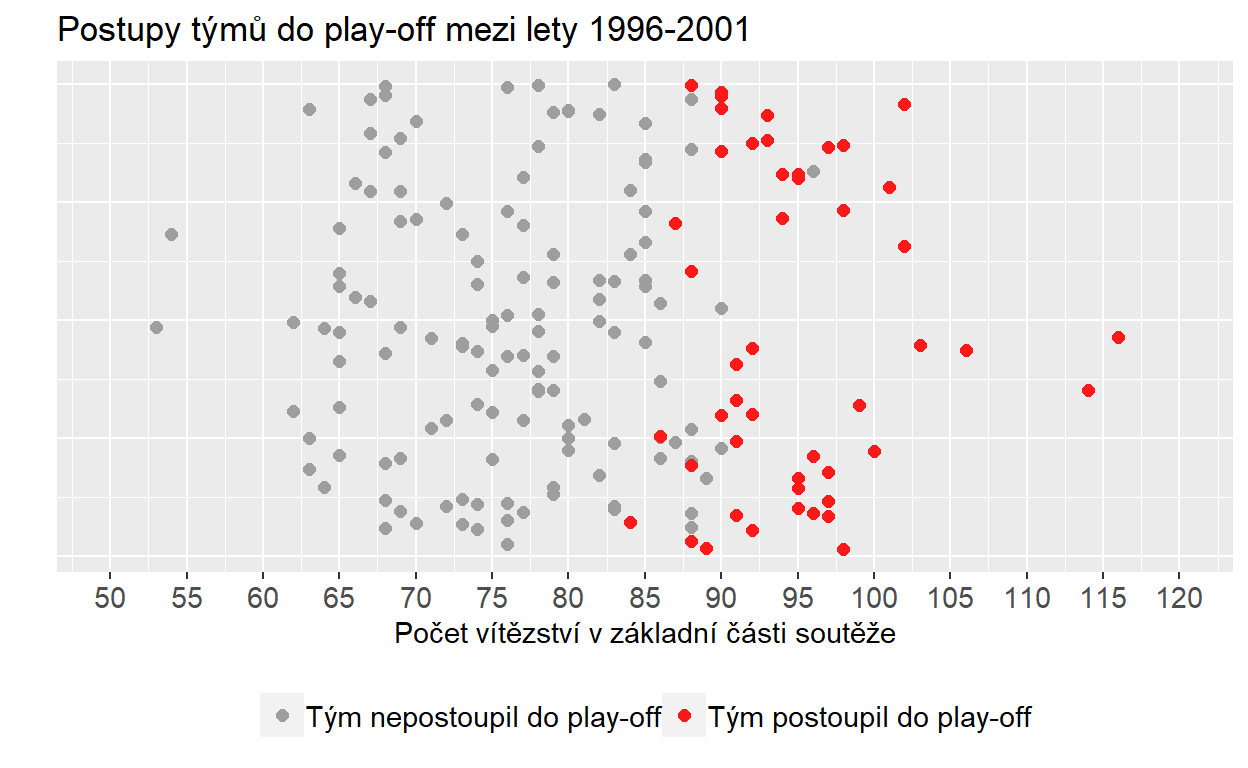 Postupy týmů do play-off mezi lety 1996-2001
50 55 60 65 70 75 80 85 90 95 100 105 110 115 120
Počet vítězství v základní části soutěže
Tým nepostoupil do play-off Tým postoupil do play-off